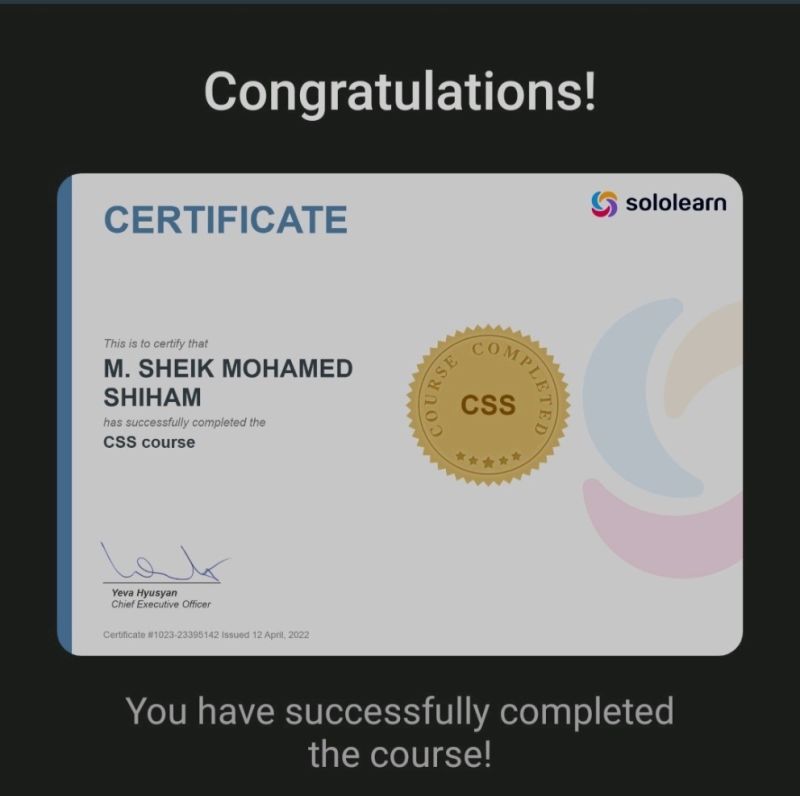 Congratulations!
CERTIFICATE
sololearn
This is to certify that
M. SHEIK MOHAMED
SHIHAM
has successfully completed the
CSS course
COURSE COMPLETED
CSS
Yeva Hyusyan
Chief Executive Officer
Certificate #1023-23395142 Issued 12 April, 2022
You have successfully completed
the course!